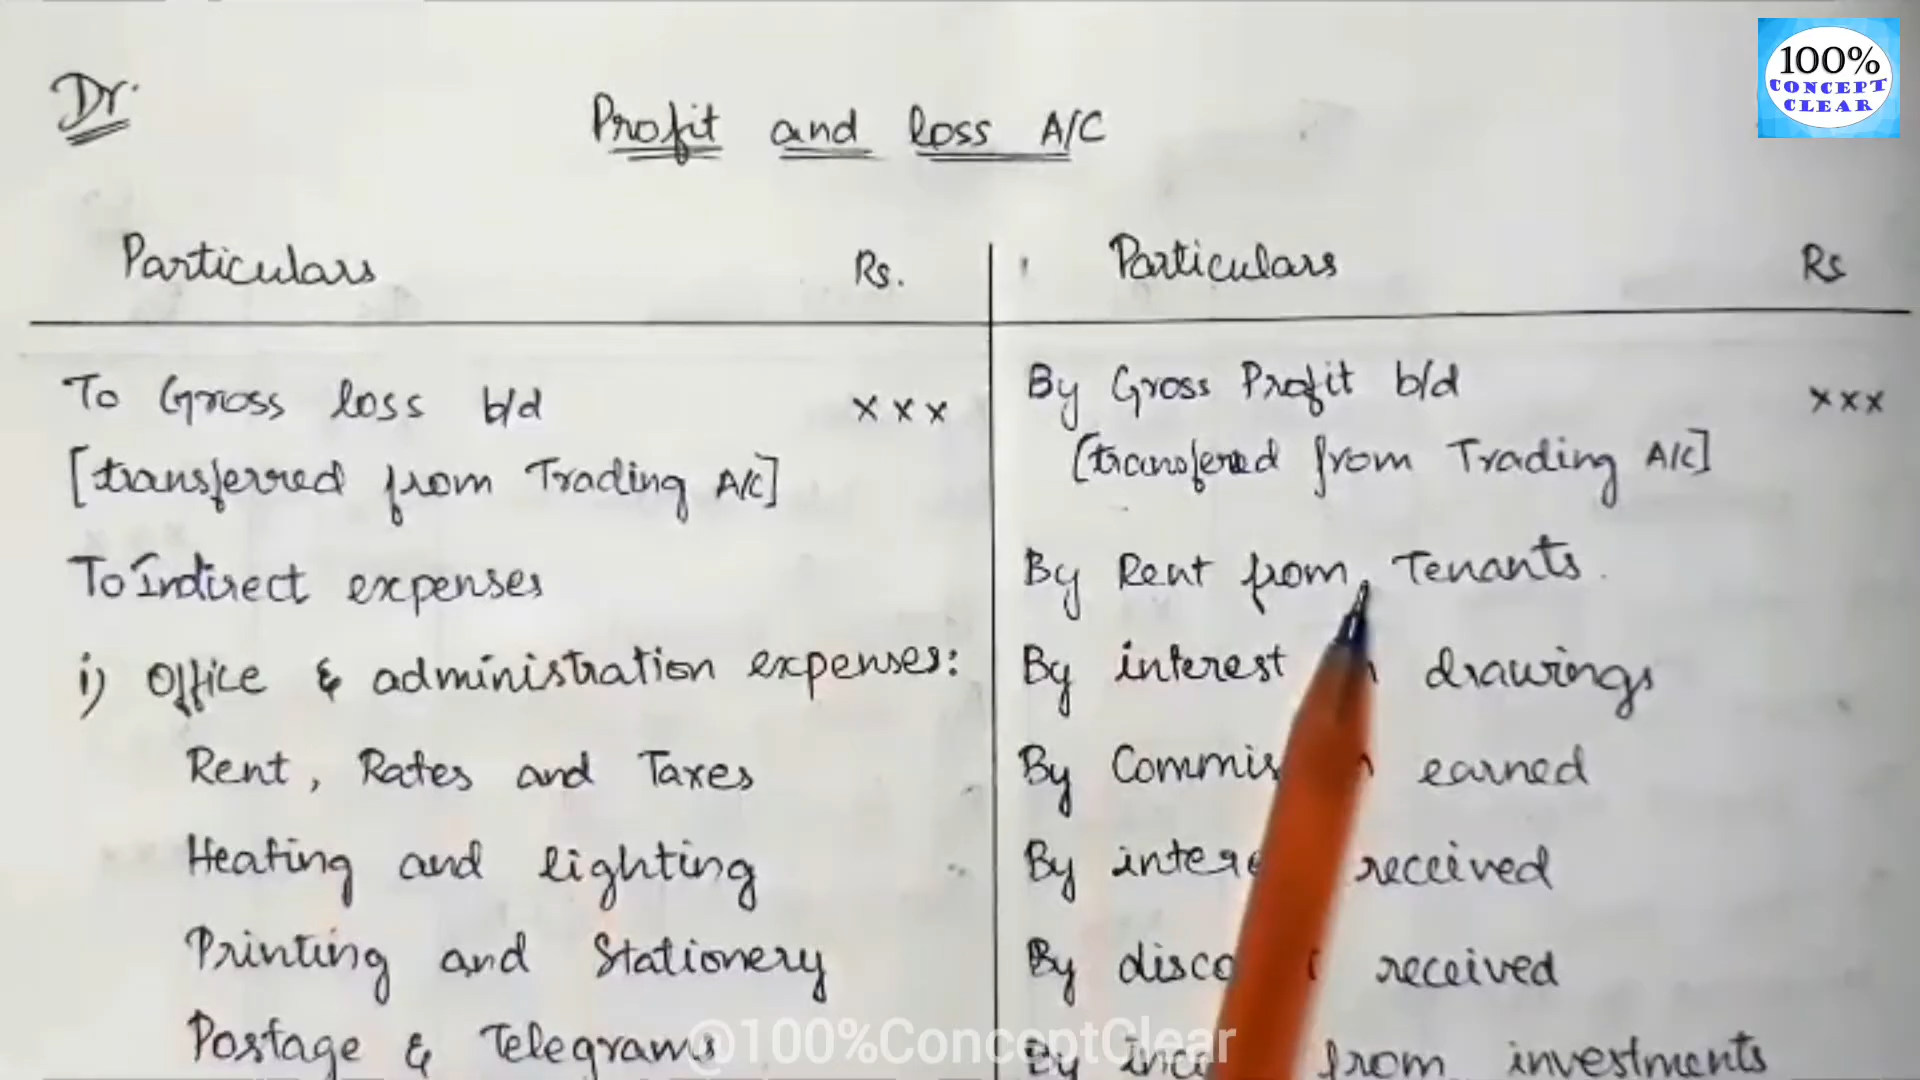 100%
CONCEPT
CLEAR
Dr.
Profit and loss A/C
Particulars Rs.
To Gross loss b/d xxx
[transferred from Trading A/C]
To Indirect expenses
i) Office & administration expenses:
Rent, Rates and Taxes
Heating and lighting
Printing and Stationery
Postage & Telegrams
Particulars Rs
By Gross Profit b/d xxx
[transferred from Trading A/C]
By Rent from Tenants.
By interest drawings
By earned
By received
By received
By from investments
@100%ConceptClear